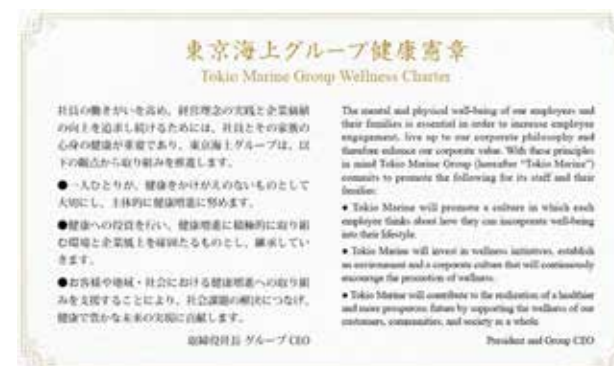 東京海上グループ健康憲章
Tokio Marine Group Wellness Charter
社員の働きがいを高め、経営理念の実践と企業価値
の向上を追求し続けるためには、社員とその家族の
心身の健康が重要であり、東京海上グループは、以
下の観点から取り組みを推進します。
●一人ひとりが、健康をかけがえのないものとして
大切にし、主体的に健康増進に努めます。
●健康への投資を行い、健康増進に積極的に取り組
む環境と企業風土を確固たるものとし、継承してい
きます。
●お客様や地域・社会における健康増進への取り組
みを支援することにより、社会課題の解決につなげ、
健康で豊かな未来の実現に貢献します。
取締役社長 グループCEO
The mental and physical well-being of our employees and
their families is essential in order to increase employee
engagement, live up to our corporate philosophy and
therefore enhance our corporate value. With these principles
in mind Tokio Marine Group (hereafter "Tokio Marine")
commits to promote the following for its staff and their
families:
● Tokio Marine will promote a culture in which each
employee thinks about how they can incorporate well-being
into their lifestyle.
● Tokio Marine will invest in wellness initiatives, establish
an environment and a corporate culture that will continuously
encourage the promotion of wellness.
● Tokio Marine will contribute to the realization of a healthier
and more prosperous future by supporting the wellness of our
customers, communities, and society as a whole.
President and Group CEO